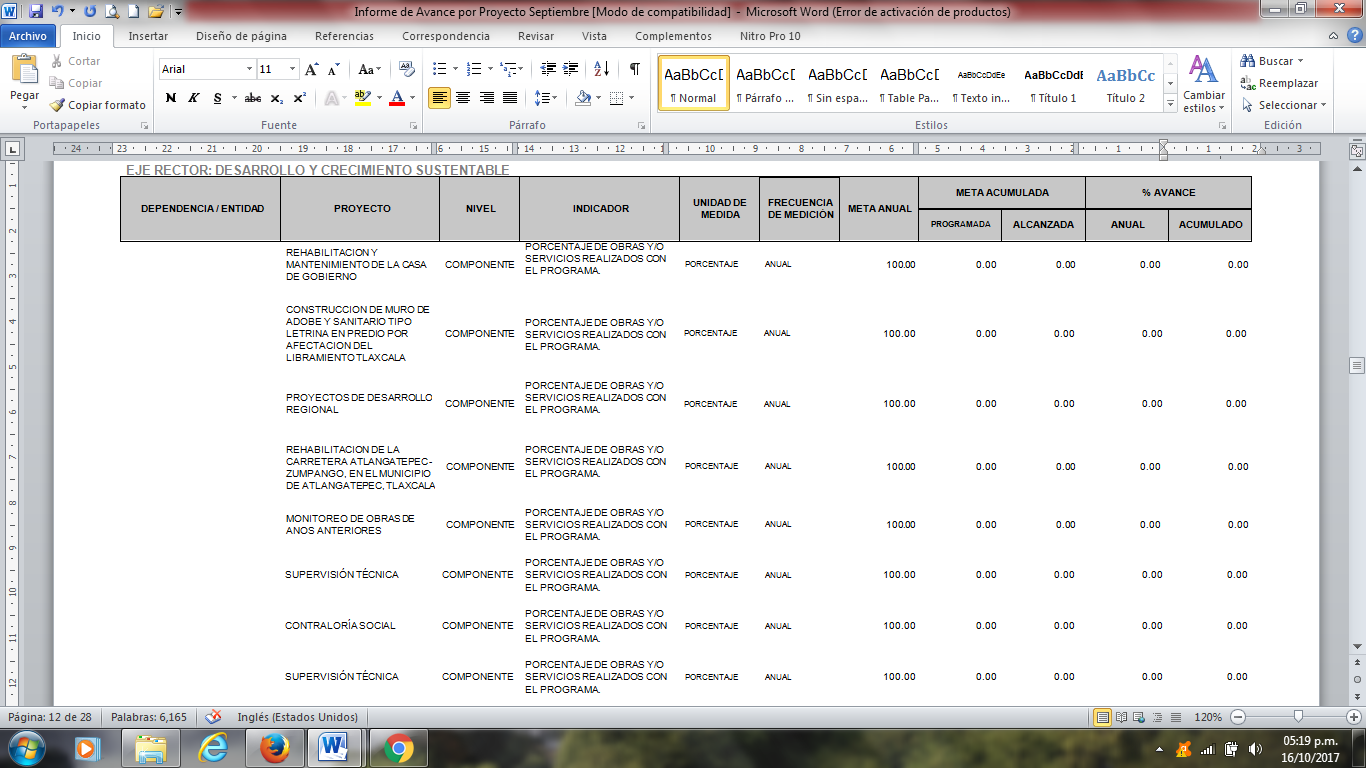 Informe de Avance por Proyecto Septiembre [Modo de compatibilidad] - Microsoft Word (Error de activación de productos)
Archivo Inicio Insertar Diseño de página Referencias Correspondencia Revisar Vista Complementos Nitro Pro 10
Pegar
Cortar
Copiar
Copiar formato
Portapapeles
Arial 11
N K S abc x₂ x²
Fuente
Párrafo
AaBbCcD AaBbCcD AaBbCcD AaBbCcD AaBbCcDdEe AaBbCcDdE AaBbCc
¶ Normal ¶ Párrafo ... ¶ Sin espa... ¶ Table Pa... ¶ Texto in... ¶ Título 1 Título 2
Estilos
Cambiar estilos
Buscar
Reemplazar
Seleccionar
Edición
EJE RECTOR: DESARROLLO Y CRECIMIENTO SUSTENTABLE
DEPENDENCIA / ENTIDAD PROYECTO NIVEL INDICADOR UNIDAD DE MEDIDA FRECUENCIA DE MEDICIÓN META ANUAL META ACUMULADA % AVANCE
PROGRAMADA ALCANZADA ANUAL ACUMULADO
REHABILITACION Y
MANTENIMIENTO DE LA CASA
DE GOBIERNO
COMPONENTE
PORCENTAJE DE OBRAS Y/O
SERVICIOS REALIZADOS CON
EL PROGRAMA.
PORCENTAJE ANUAL 100.00 0.00 0.00 0.00 0.00
CONSTRUCCION DE MURO DE
ADOBE Y SANITARIO TIPO
LETRINA EN PREDIO POR
AFECTACION DEL
LIBRAMIENTO TLAXCALA
COMPONENTE
PORCENTAJE DE OBRAS Y/O
SERVICIOS REALIZADOS CON
EL PROGRAMA.
PORCENTAJE ANUAL 100.00 0.00 0.00 0.00 0.00
PROYECTOS DE DESARROLLO
REGIONAL
COMPONENTE
PORCENTAJE DE OBRAS Y/O
SERVICIOS REALIZADOS CON
EL PROGRAMA.
PORCENTAJE ANUAL 100.00 0.00 0.00 0.00 0.00
REHABILITACION DE LA
CARRETERA ATLANGATEPEC-
ZUMPANGO, EN EL MUNICIPIO
DE ATLANGATEPEC, TLAXCALA
COMPONENTE
PORCENTAJE DE OBRAS Y/O
SERVICIOS REALIZADOS CON
EL PROGRAMA.
PORCENTAJE ANUAL 100.00 0.00 0.00 0.00 0.00
MONITOREO DE OBRAS DE
ANOS ANTERIORES
COMPONENTE
PORCENTAJE DE OBRAS Y/O
SERVICIOS REALIZADOS CON
EL PROGRAMA.
PORCENTAJE ANUAL 100.00 0.00 0.00 0.00 0.00
SUPERVISIÓN TÉCNICA
COMPONENTE
PORCENTAJE DE OBRAS Y/O
SERVICIOS REALIZADOS CON
EL PROGRAMA.
PORCENTAJE ANUAL 100.00 0.00 0.00 0.00 0.00
CONTRALORÍA SOCIAL
COMPONENTE
PORCENTAJE DE OBRAS Y/O
SERVICIOS REALIZADOS CON
EL PROGRAMA.
PORCENTAJE ANUAL 100.00 0.00 0.00 0.00 0.00
SUPERVISIÓN TÉCNICA
COMPONENTE
PORCENTAJE DE OBRAS Y/O
SERVICIOS REALIZADOS CON
EL PROGRAMA.
PORCENTAJE ANUAL 100.00 0.00 0.00 0.00 0.00
Página: 12 de 28 Palabras: 6,165 Inglés (Estados Unidos) 120%
05:19 p.m.
16/10/2017